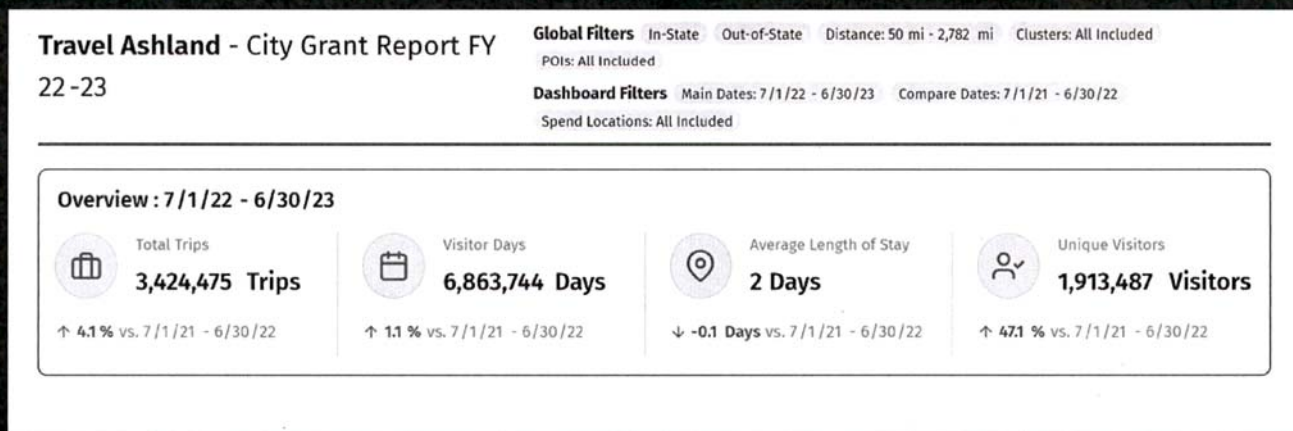 Travel Ashland - City Grant Report FY
22-23
Global Filters In-State Out-of-State Distance: 50 mi - 2,782 mi Clusters: All Included
POIs: All Included
Dashboard Filters Main Dates: 7/1/22 - 6/30/23 Compare Dates: 7/1/21 - 6/30/22
Spend Locations: All Included
Overview : 7/1/22 - 6/30/23
Total Trips
3,424,475 Trips
↑ 4.1 % vs. 7/1/21 - 6/30/22
Visitor Days
6,863,744 Days
↑ 1.1 % vs. 7/1/21 - 6/30/22
Average Length of Stay
2 Days
↓ -0.1 Days vs. 7/1/21 - 6/30/22
Unique Visitors
1,913,487 Visitors
↑ 47.1 % vs. 7/1/21 - 6/30/22